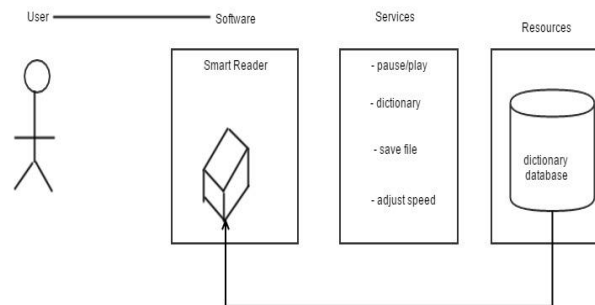 User
Software
Services
Resources
Smart Reader
- pause/play
- dictionary
- save file
- adjust speed
dictionary
database